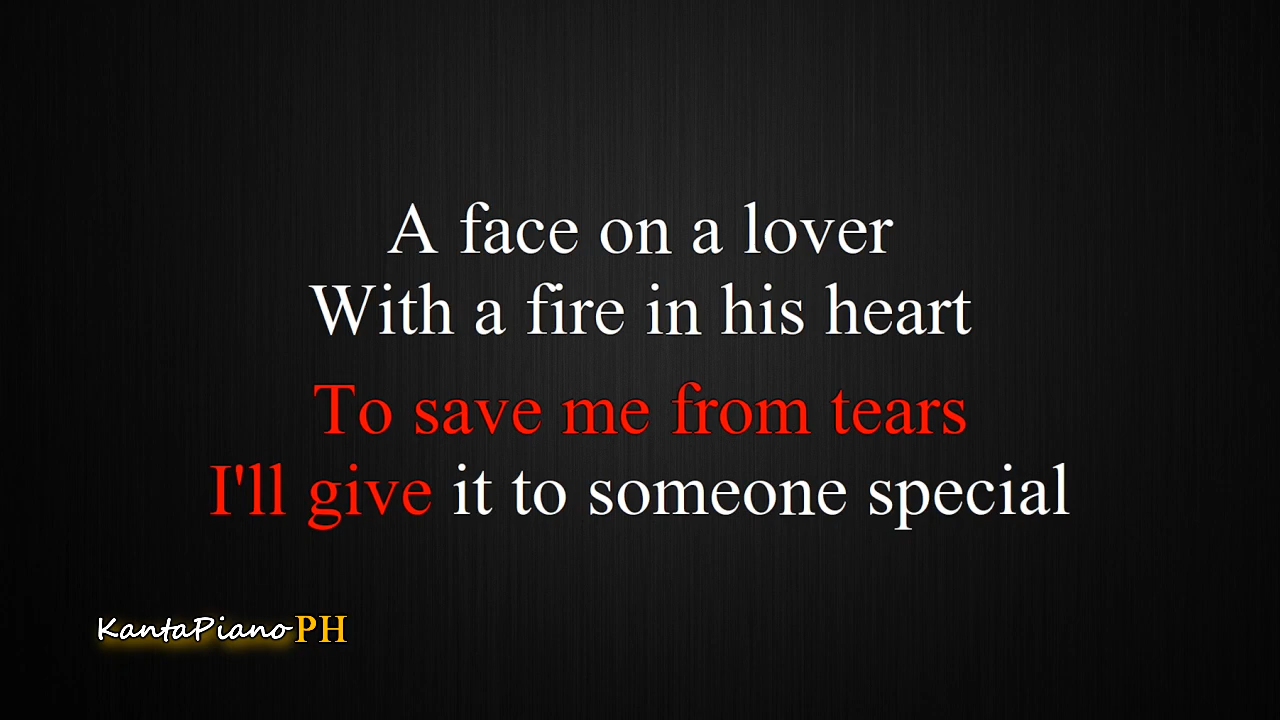 A face on a lover
With a fire in his heart
To save me from tears
I'll give it to someone special
KantaPianoPH